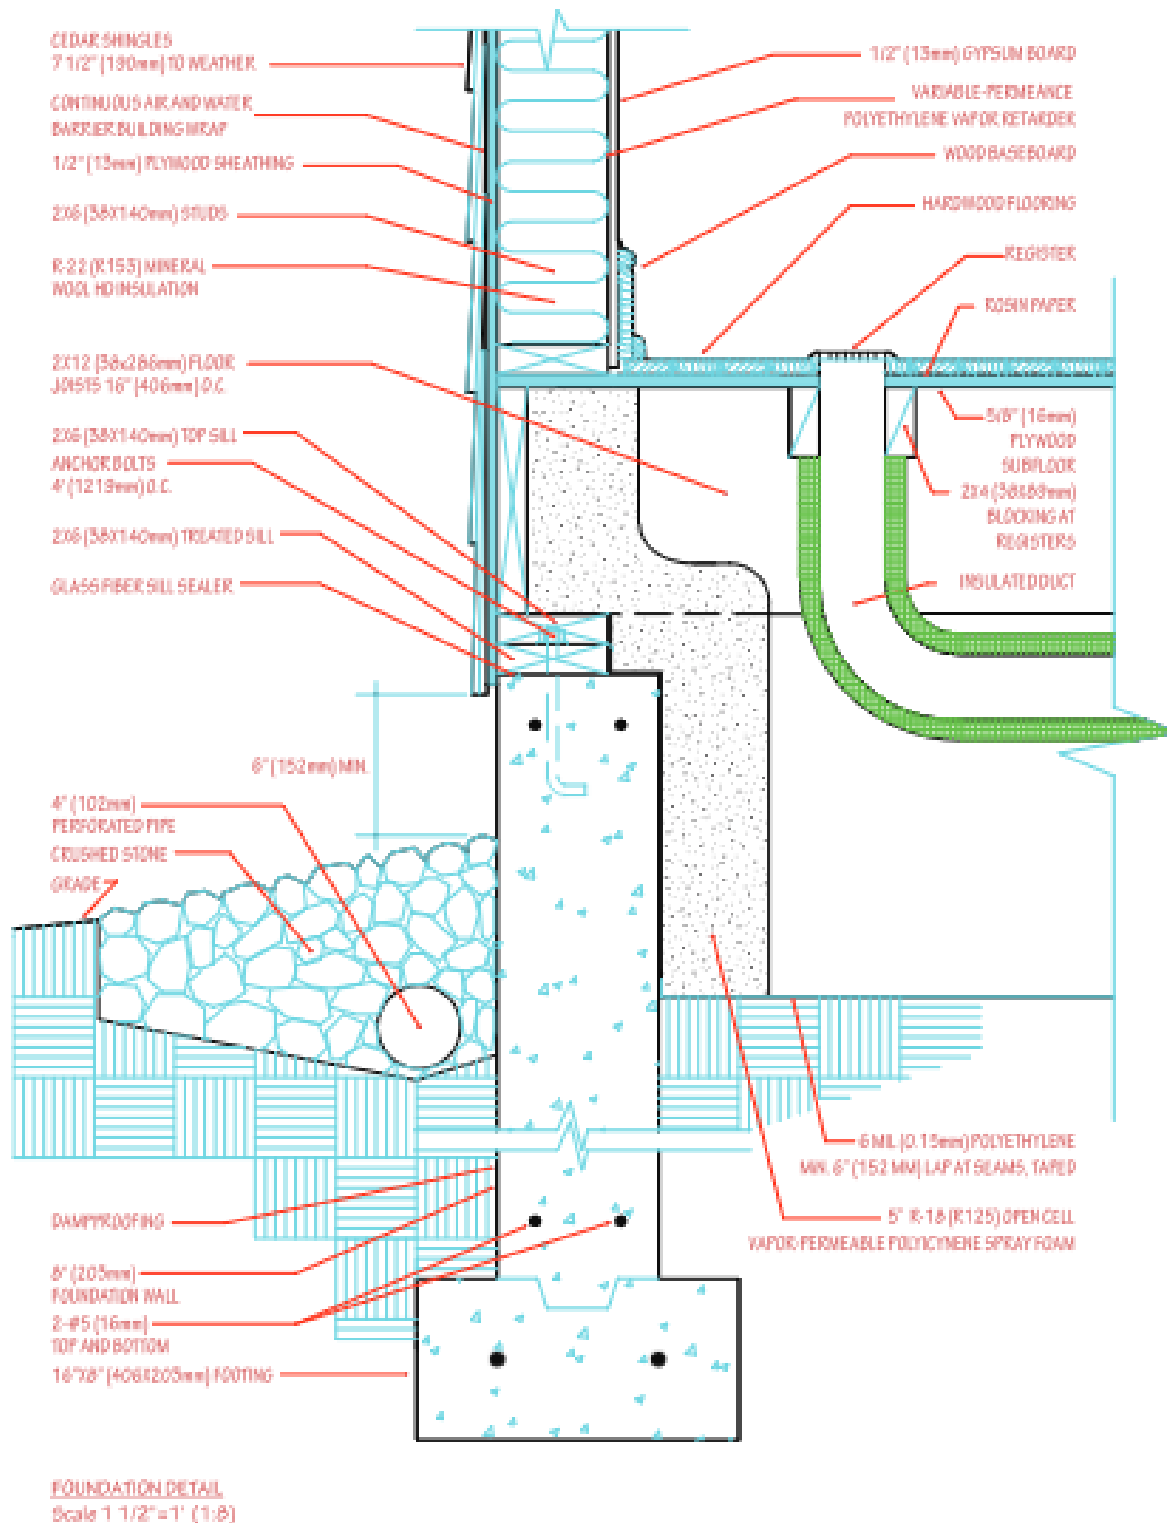 CEDAR SHINGLES
7 1/2" (190mm) TO WEATHER
CONTINUOUS AIR AND WATER
BARRIER BUILDING WRAP
1/2" (13mm) PLYWOOD SHEATHING
2X6 (38X140mm) STUDS
R-22 (R153) MINERAL
WOOL HD INSULATION
2X12 (38x286mm) FLOOR
JOISTS 16" (406mm) O.C.
2X6 (38X140mm) TOP SILL
ANCHOR BOLTS
4' (1219mm) O.C.
2X6 (38X140mm) TREATED SILL
GLASS FIBER SILL SEALER
6" (152mm) MIN.
4" (102mm)
PERFORATED PIPE
CRUSHED STONE
GRADE
DAMPPROOFING
8" (203mm)
FOUNDATION WALL
2-#5 (16mm)
TOP AND BOTTOM
16"X8" (406X203mm) FOOTING
1/2" (13mm) GYPSUM BOARD
VARIABLE-PERMEANCE
POLYETHYLENE VAPOR RETARDER
WOOD BASEBOARD
HARDWOOD FLOORING
REGISTER
ROSIN PAPER
5/8" (16mm)
PLYWOOD
SUBFLOOR
2X4 (38X89mm)
BLOCKING AT
REGISTERS
INSULATED DUCT
6 MIL (0.15mm) POLYETHYLENE
MIN. 6" (152 MM) LAP AT SEAMS, TAPED
5" R-18 (R125) OPEN CELL
VAPOR-PERMEABLE POLYICYNENE SPRAY FOAM
FOUNDATION DETAIL
Scale 1 1/2"=1' (1:8)